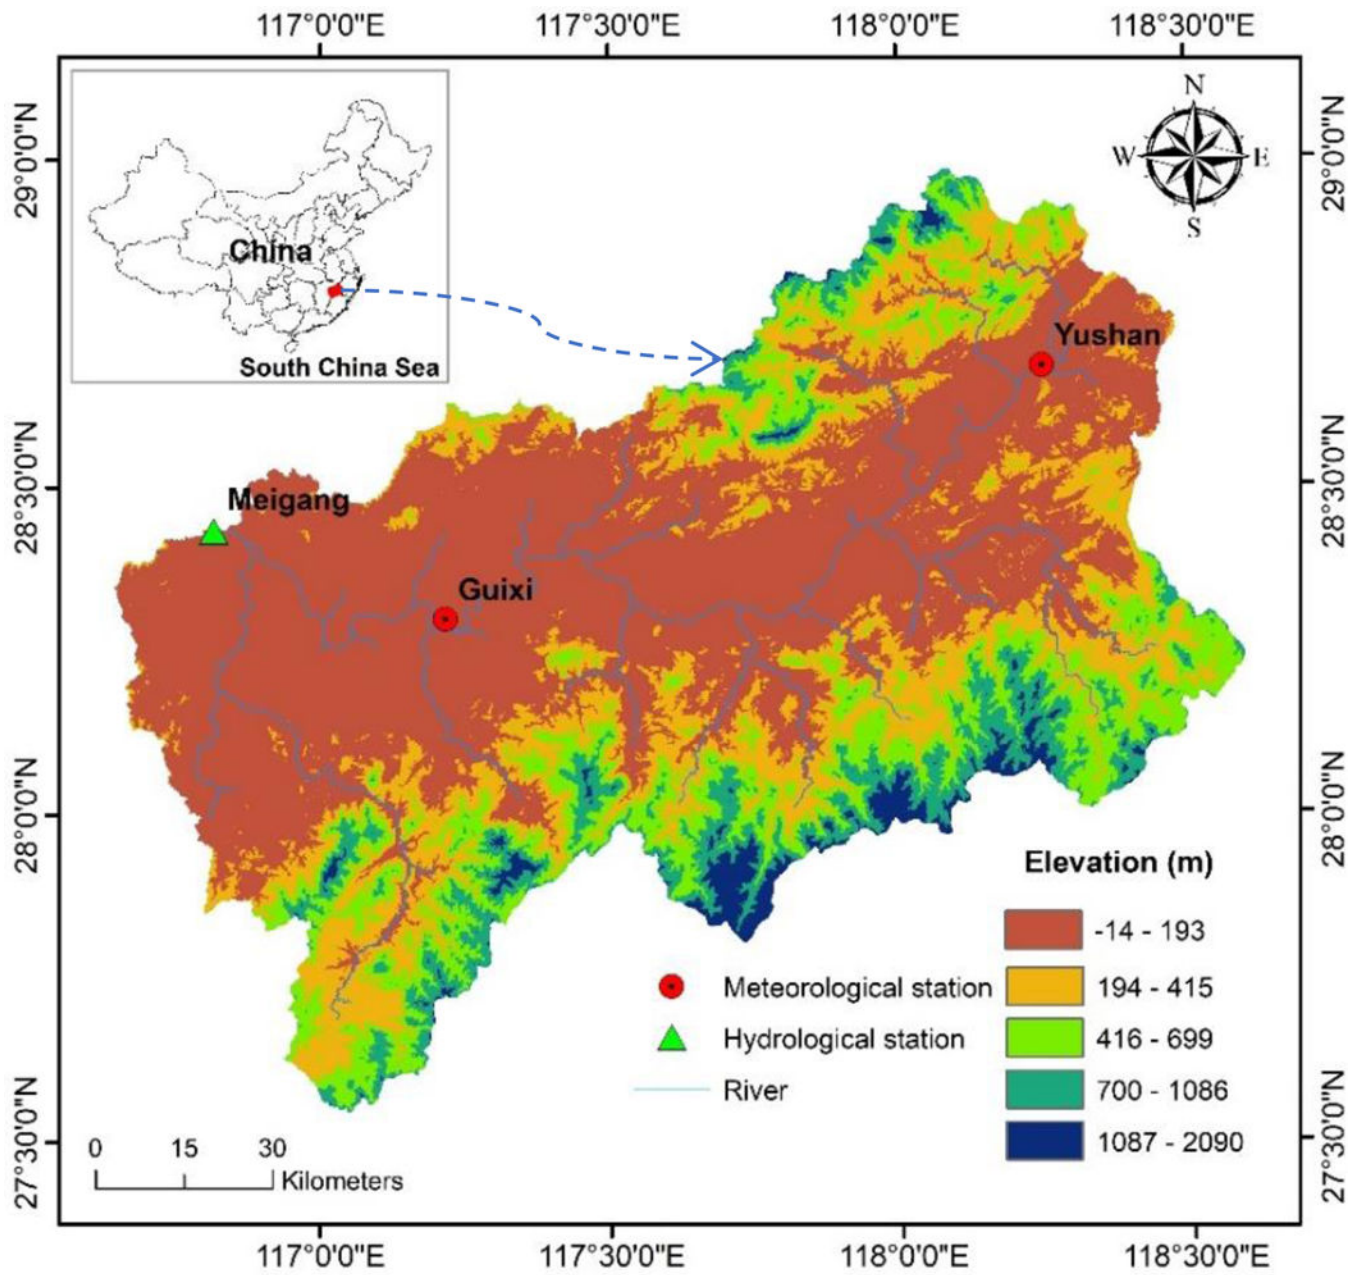 117°0'0"E
117°30'0"E
118°0'0"E
118°30'0"E
29°0'0"N
28°30'0"N
28°0'0"N
27°30'0"N
China
South China Sea
N
W
E
S
29°0'0"N
28°30'0"N
28°0'0"N
27°30'0"N
Yushan
Meigang
Guixi
Elevation (m)
-14 - 193
194 - 415
416 - 699
700 - 1086
1087 - 2090
Meteorological station
Hydrological station
River
0 15 30
Kilometers
117°0'0"E
117°30'0"E
118°0'0"E
118°30'0"E